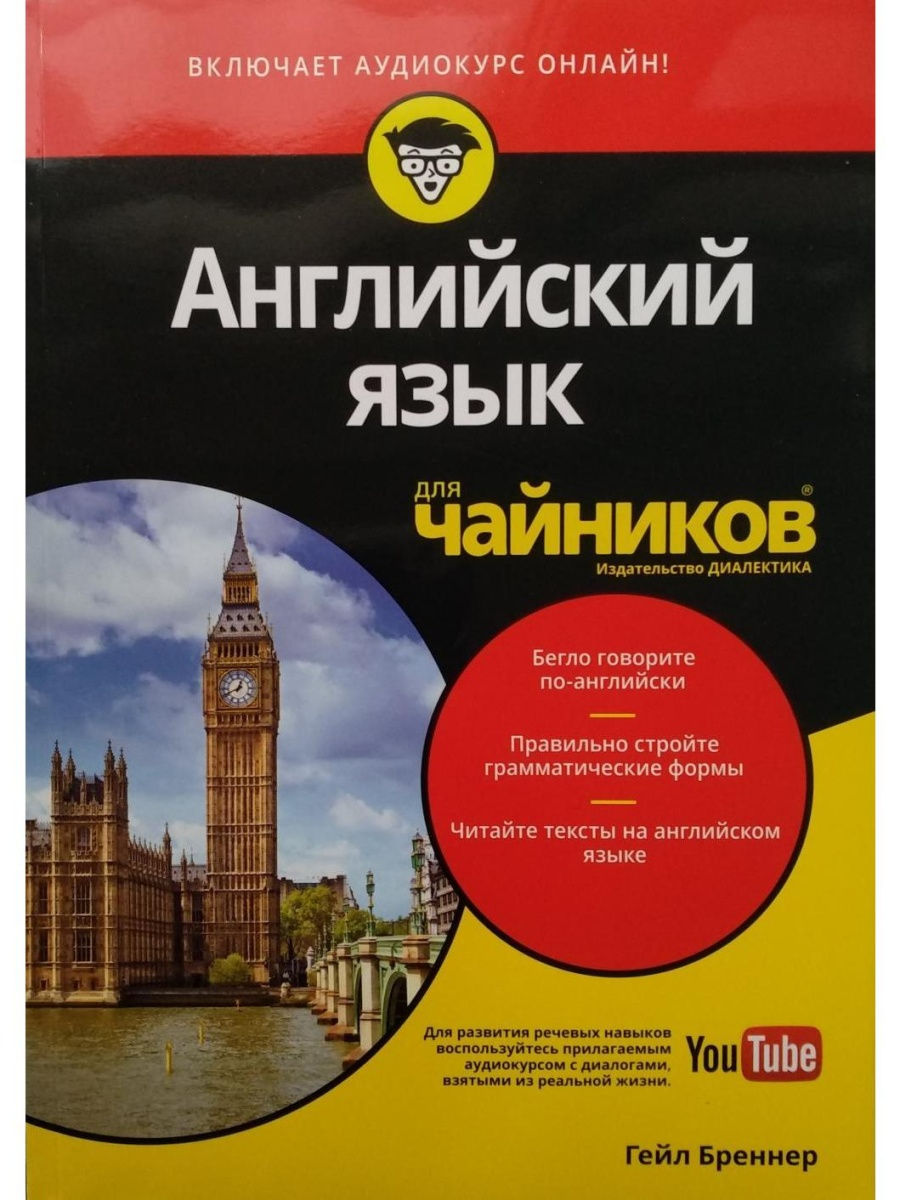 ВКЛЮЧАЕТ АУДИОКУРС ОНЛАЙН!
Английский
язык
для
чайников®
Издательство ДИАЛЕКТИКА
Бегло говорите
по-английски
Правильно стройте
грамматические формы
Читайте тексты на английском
языке
Для развития речевых навыков
воспользуйтесь прилагаемым
аудиокурсом с диалогами,
взятыми из реальной жизни.
YouTube
Гейл Бреннер